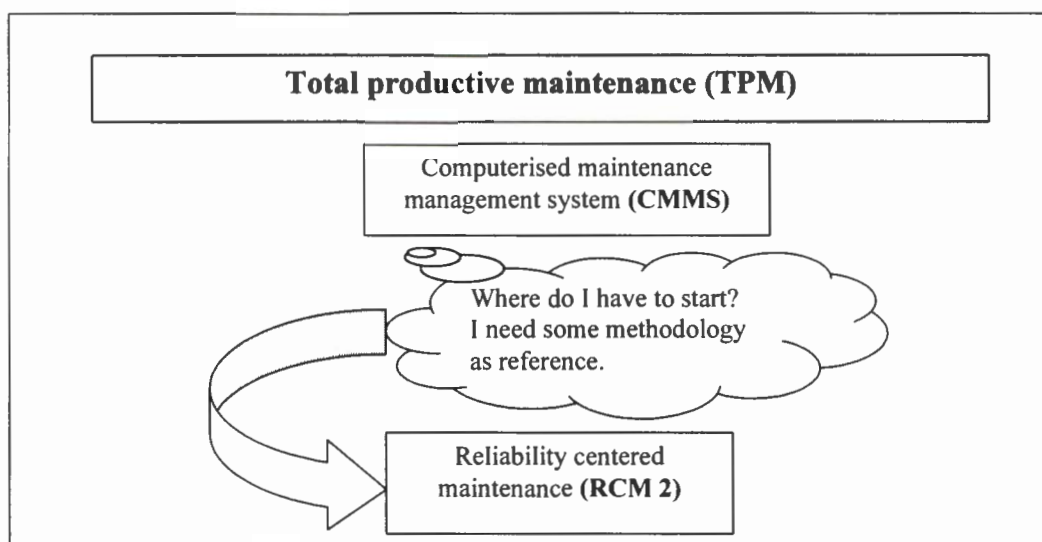 Total productive maintenance (TPM)
Computerised maintenance
management system (CMMS)
Where do I have to start?
I need some methodology
as reference.
Reliability centered
maintenance (RCM 2)